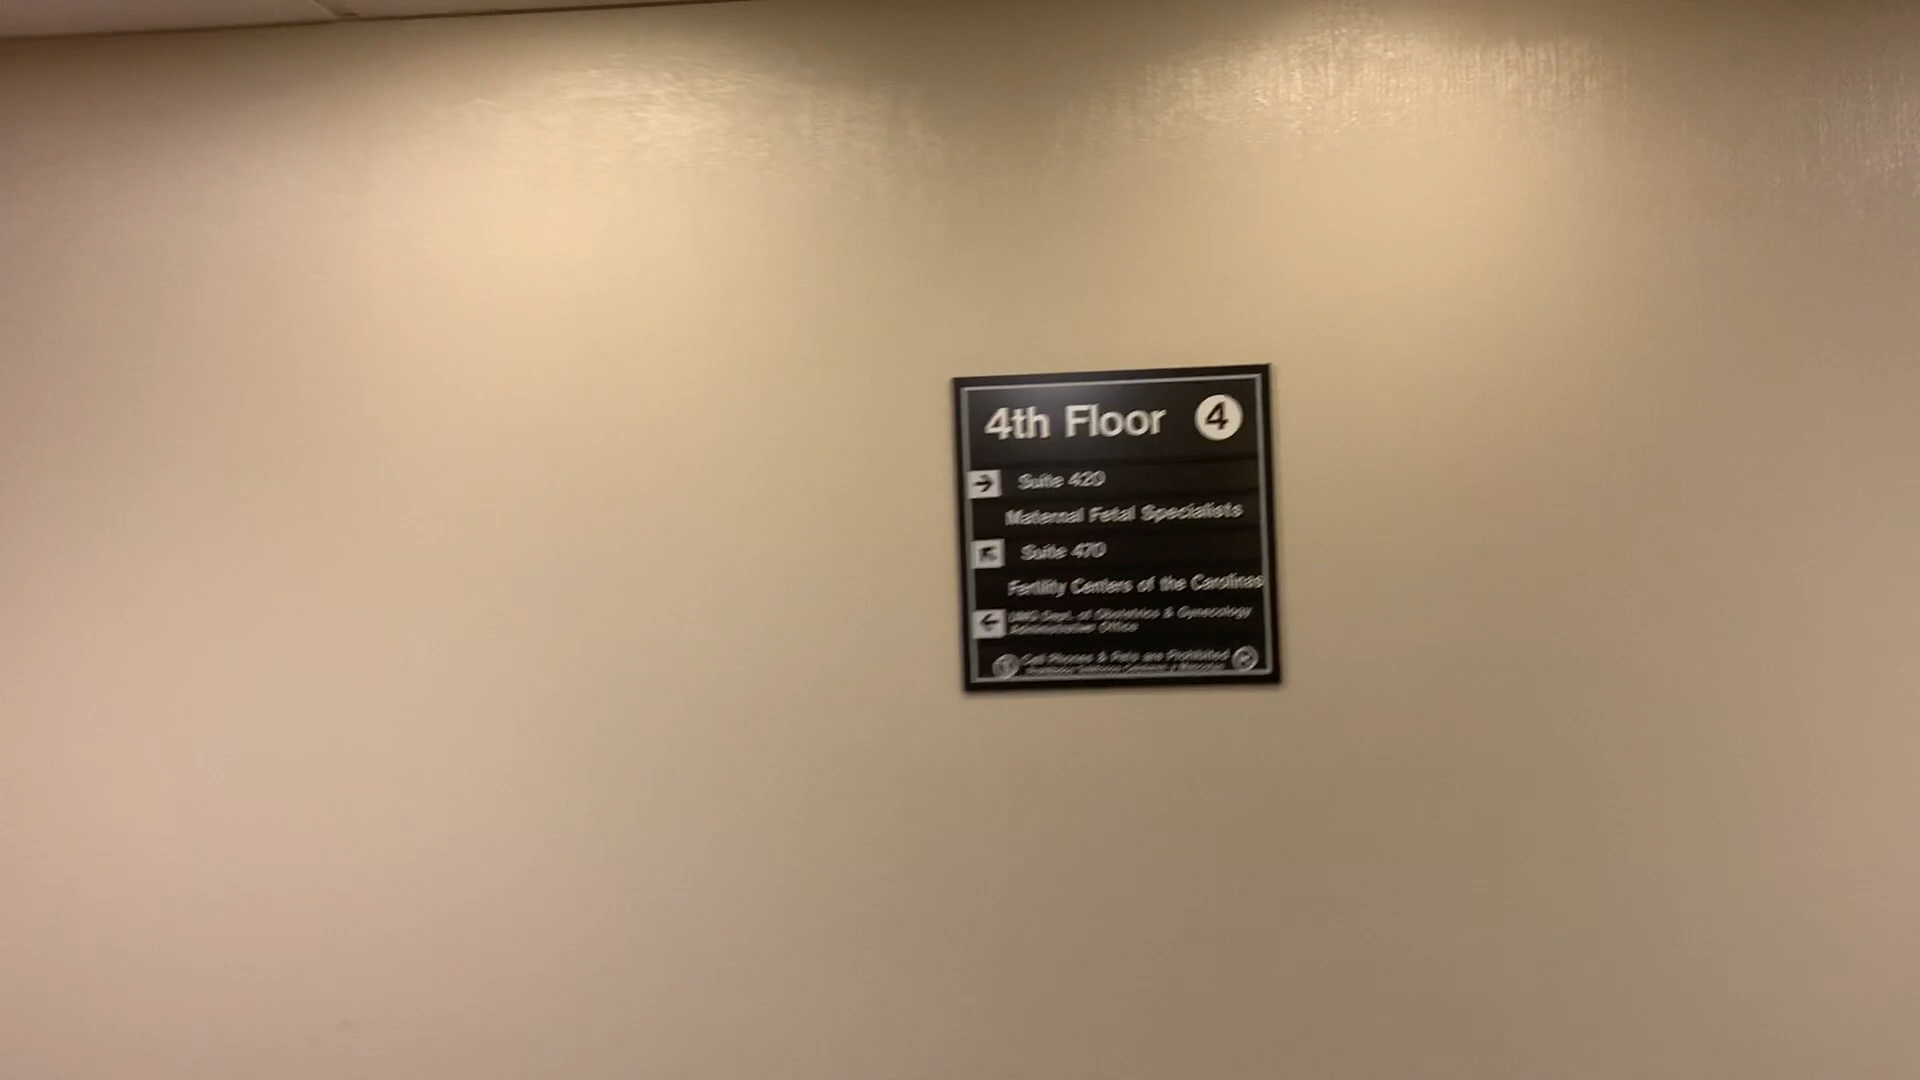 4th Floor 4
Suite 420
Maternal Fetal Specialists
Suite 470
Fertility Centers of the Carolinas
Dept. of Obstetrics & Gynecology
Administrative Office
Cell Phones & Pets are Prohibited